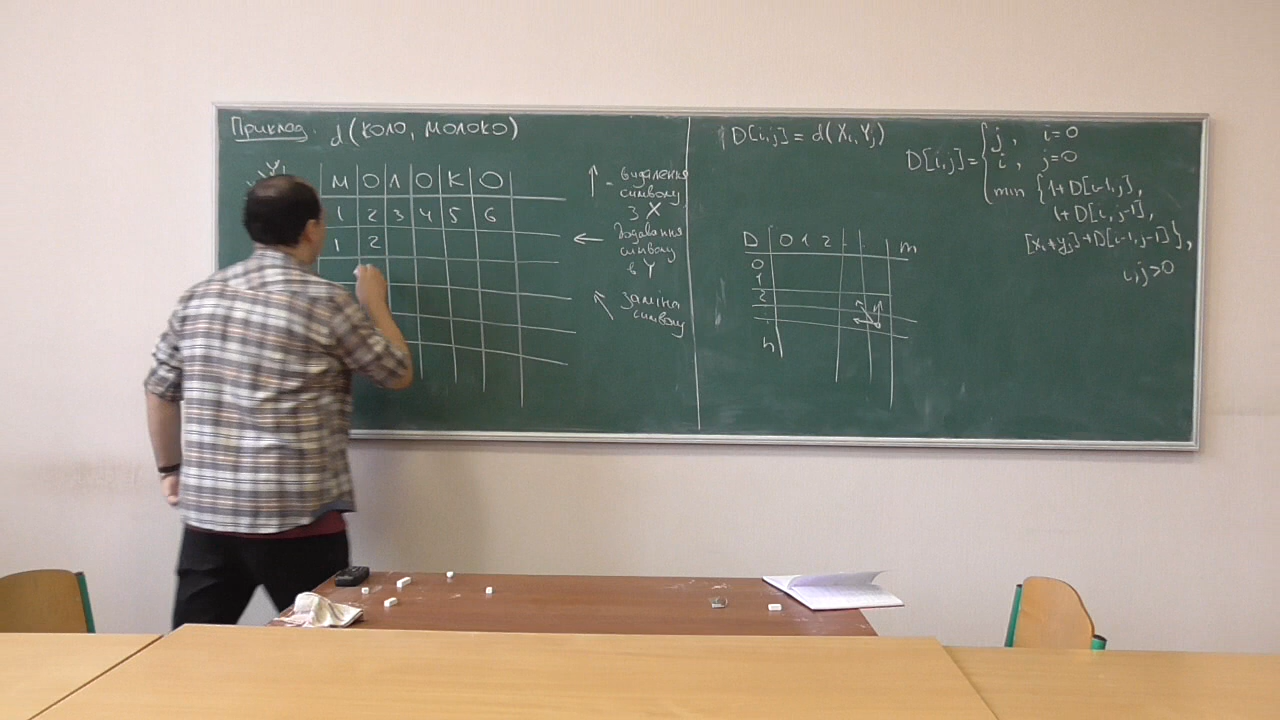 Приклад. d(коло, молоко)
М О Л О К О
1 2 3 4 5 6
1 2
↑ - видалення
символу
з X
← додавання
символу
в Y
↖ заміна
символу
D[i,j] = d(Xi, Yj)
D[i,j] = { j, i=0
i, j=0
min {1+D[i-1,j],
1+D[i,j-1],
[xi≠yj]+D[i-1,j-1]},
i,j>0
D 0 1 2 . . m
0
1
2
:
n